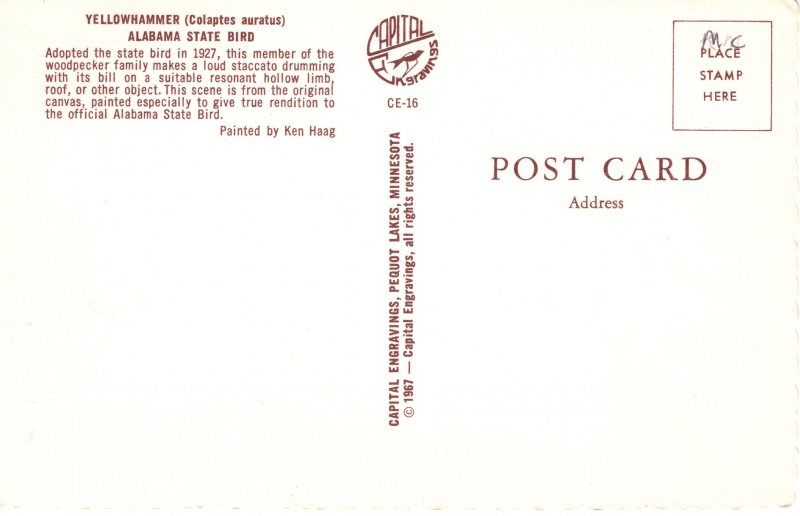 YELLOWHAMMER (Colaptes auratus)
ALABAMA STATE BIRD
Adopted the state bird in 1927, this member of the
woodpecker family makes a loud staccato drumming
with its bill on a suitable resonant hollow limb,
roof, or other object. This scene is from the original
canvas, painted especially to give true rendition to
the official Alabama State Bird.
Painted by Ken Haag
CAPITAL
Engravings
CE-16
CAPITAL ENGRAVINGS, PEQUOT LAKES, MINNESOTA
© 1967 — Capital Engravings, all rights reserved.
PLACE
STAMP
HERE
POST CARD
Address